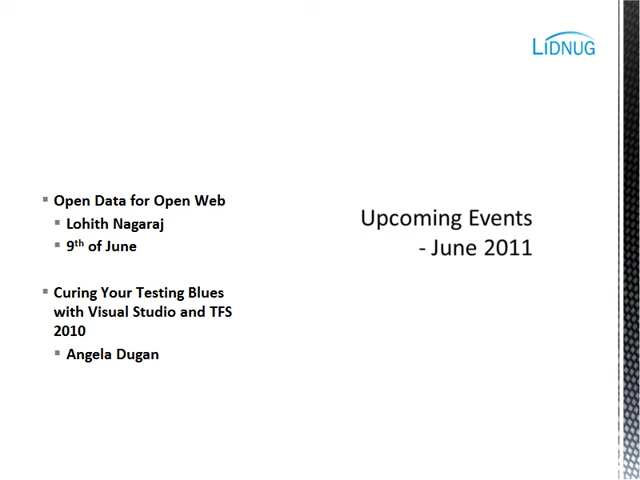 LIDNUG
Open Data for Open Web
Lohith Nagaraj
9th of June
Curing Your Testing Blues
with Visual Studio and TFS
2010
Angela Dugan
Upcoming Events
- June 2011